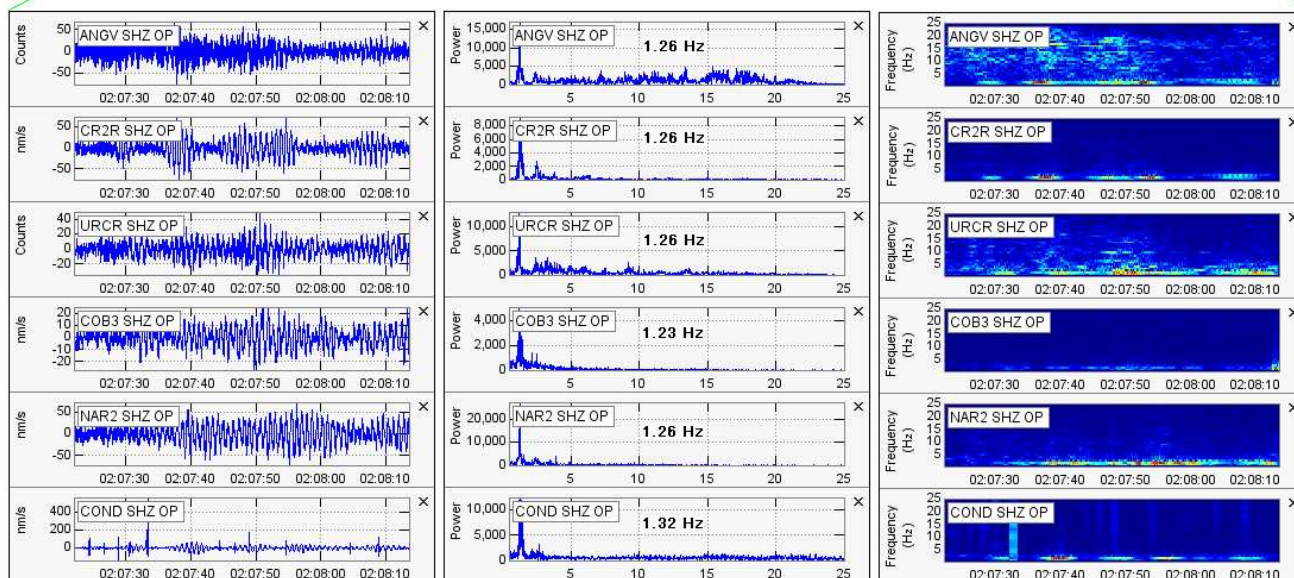 Counts
50
0
-50
ANGV SHZ OP
×
02:07:30 02:07:40 02:07:50 02:08:00 02:08:10
Power
15,000
10,000
5,000
0
ANGV SHZ OP
1.26 Hz
×
5 10 15 20 25
Frequency
(Hz)
25
20
15
10
5
ANGV SHZ OP
×
02:07:30 02:07:40 02:07:50 02:08:00 02:08:10
nm/s
50
0
-50
CR2R SHZ OP
×
02:07:30 02:07:40 02:07:50 02:08:00 02:08:10
Power
8,000
6,000
4,000
2,000
0
CR2R SHZ OP
1.26 Hz
×
5 10 15 20 25
Frequency
(Hz)
25
20
15
10
5
CR2R SHZ OP
×
02:07:30 02:07:40 02:07:50 02:08:00 02:08:10
Counts
40
20
0
-20
URCR SHZ OP
×
02:07:30 02:07:40 02:07:50 02:08:00 02:08:10
Power
10,000
5,000
0
URCR SHZ OP
1.26 Hz
×
5 10 15 20 25
Frequency
(Hz)
25
20
15
10
5
URCR SHZ OP
×
02:07:30 02:07:40 02:07:50 02:08:00 02:08:10
nm/s
20
10
0
-10
-20
COB3 SHZ OP
×
02:07:30 02:07:40 02:07:50 02:08:00 02:08:10
Power
4,000
2,000
0
COB3 SHZ OP
1.23 Hz
×
5 10 15 20 25
Frequency
(Hz)
25
20
15
10
5
COB3 SHZ OP
×
02:07:30 02:07:40 02:07:50 02:08:00 02:08:10
nm/s
50
0
-50
NAR2 SHZ OP
×
02:07:30 02:07:40 02:07:50 02:08:00 02:08:10
Power
20,000
10,000
0
NAR2 SHZ OP
1.26 Hz
×
5 10 15 20 25
Frequency
(Hz)
25
20
15
10
5
NAR2 SHZ OP
×
02:07:30 02:07:40 02:07:50 02:08:00 02:08:10
nm/s
400
200
0
COND SHZ OP
×
02:07:30 02:07:40 02:07:50 02:08:00 02:08:10
Power
10,000
5,000
0
COND SHZ OP
1.32 Hz
×
5 10 15 20 25
Frequency
(Hz)
25
20
15
10
5
COND SHZ OP
×
02:07:30 02:07:40 02:07:50 02:08:00 02:08:10